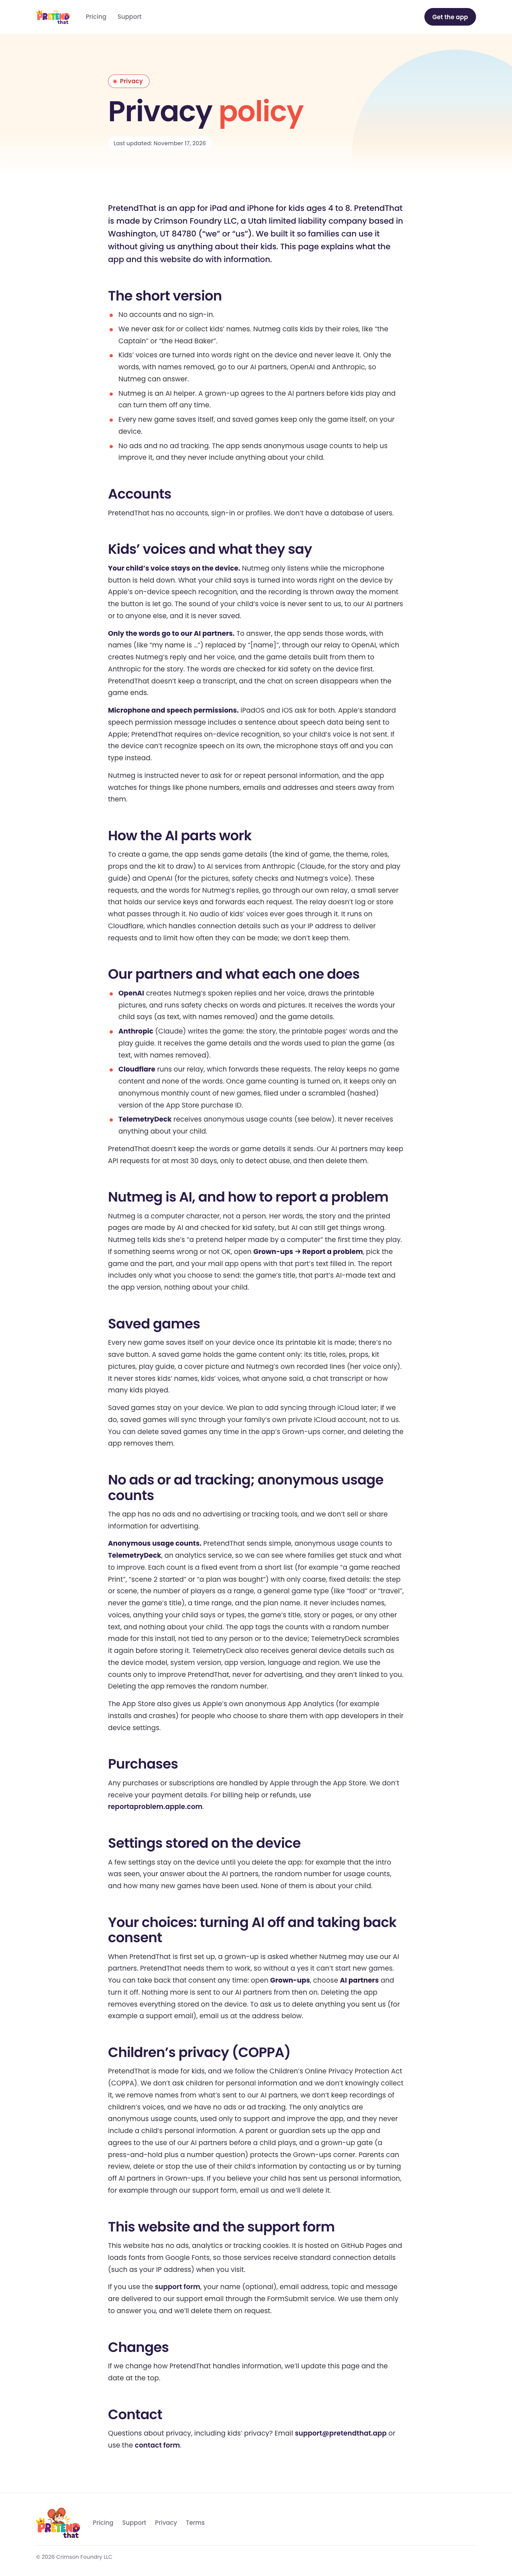 PRETEND
that
Pricing
Support
Get the app
Privacy
Privacy policy
Last updated: November 17, 2026
PretendThat is an app for iPad and iPhone for kids ages 4 to 8. PretendThat
is made by Crimson Foundry LLC, a Utah limited liability company based in
Washington, UT 84780 (“we” or “us”). We built it so families can use it
without giving us anything about their kids. This page explains what the
app and this website do with information.
The short version
No accounts and no sign-in.
We never ask for or collect kids’ names. Nutmeg calls kids by their roles, like “the
Captain” or “the Head Baker”.
Kids’ voices are turned into words right on the device and never leave it. Only the
words, with names removed, go to our AI partners, OpenAI and Anthropic, so
Nutmeg can answer.
Nutmeg is an AI helper. A grown-up agrees to the AI partners before kids play and
can turn them off any time.
Every new game saves itself, and saved games keep only the game itself, on your
device.
No ads and no ad tracking. The app sends anonymous usage counts to help us
improve it, and they never include anything about your child.
Accounts
PretendThat has no accounts, sign-in or profiles. We don’t have a database of users.
Kids’ voices and what they say
Your child’s voice stays on the device. Nutmeg only listens while the microphone
button is held down. What your child says is turned into words right on the device by
Apple’s on-device speech recognition, and the recording is thrown away the moment
the button is let go. The sound of your child’s voice is never sent to us, to our AI partners
or to anyone else, and it is never saved.
Only the words go to our AI partners. To answer, the app sends those words, with
names (like “my name is …”) replaced by “[name]”, through our relay to OpenAI, which
creates Nutmeg’s reply and her voice, and the game details built from them to
Anthropic for the story. The words are checked for kid safety on the device first.
PretendThat doesn’t keep a transcript, and the chat on screen disappears when the
game ends.
Microphone and speech permissions. iPadOS and iOS ask for both. Apple’s standard
speech permission message includes a sentence about speech data being sent to
Apple; PretendThat requires on-device recognition, so your child’s voice is not sent. If
the device can’t recognize speech on its own, the microphone stays off and you can
type instead.
Nutmeg is instructed never to ask for or repeat personal information, and the app
watches for things like phone numbers, emails and addresses and steers away from
them.
How the AI parts work
To create a game, the app sends game details (the kind of game, the theme, roles,
props and the kit to draw) to AI services from Anthropic (Claude, for the story and play
guide) and OpenAI (for the pictures, safety checks and Nutmeg’s voice). These
requests, and the words for Nutmeg’s replies, go through our own relay, a small server
that holds our service keys and forwards each request. The relay doesn’t log or store
what passes through it. No audio of kids’ voices ever goes through it. It runs on
Cloudflare, which handles connection details such as your IP address to deliver
requests and to limit how often they can be made; we don’t keep them.
Our partners and what each one does
OpenAI creates Nutmeg’s spoken replies and her voice, draws the printable
pictures, and runs safety checks on words and pictures. It receives the words your
child says (as text, with names removed) and the game details.
Anthropic (Claude) writes the game: the story, the printable pages’ words and the
play guide. It receives the game details and the words used to plan the game (as
text, with names removed).
Cloudflare runs our relay, which forwards these requests. The relay keeps no game
content and none of the words. Once game counting is turned on, it keeps only an
anonymous monthly count of new games, filed under a scrambled (hashed)
version of the App Store purchase ID.
TelemetryDeck receives anonymous usage counts (see below). It never receives
anything about your child.
PretendThat doesn’t keep the words or game details it sends. Our AI partners may keep
API requests for at most 30 days, only to detect abuse, and then delete them.
Nutmeg is AI, and how to report a problem
Nutmeg is a computer character, not a person. Her words, the story and the printed
pages are made by AI and checked for kid safety, but AI can still get things wrong.
Nutmeg tells kids she’s “a pretend helper made by a computer” the first time they play.
If something seems wrong or not OK, open Grown-ups → Report a problem, pick the
game and the part, and your mail app opens with that part’s text filled in. The report
includes only what you choose to send: the game’s title, that part’s AI-made text and
the app version, nothing about your child.
Saved games
Every new game saves itself on your device once its printable kit is made; there’s no
save button. A saved game holds the game content only: its title, roles, props, kit
pictures, play guide, a cover picture and Nutmeg’s own recorded lines (her voice only).
It never stores kids’ names, kids’ voices, what anyone said, a chat transcript or how
many kids played.
Saved games stay on your device. We plan to add syncing through iCloud later; if we
do, saved games will sync through your family’s own private iCloud account, not to us.
You can delete saved games any time in the app’s Grown-ups corner, and deleting the
app removes them.
No ads or ad tracking; anonymous usage
counts
The app has no ads and no advertising or tracking tools, and we don’t sell or share
information for advertising.
Anonymous usage counts. PretendThat sends simple, anonymous usage counts to
TelemetryDeck, an analytics service, so we can see where families get stuck and what
to improve. Each count is a fixed event from a short list (for example “a game reached
Print”, “scene 2 started” or “a plan was bought”) with only coarse, fixed details: the step
or scene, the number of players as a range, a general game type (like “food” or “travel”,
never the game’s title), a time range, and the plan name. It never includes names,
voices, anything your child says or types, the game’s title, story or pages, or any other
text, and nothing about your child. The app tags the counts with a random number
made for this install, not tied to any person or to the device; TelemetryDeck scrambles
it again before storing it. TelemetryDeck also receives general device details such as
the device model, system version, app version, language and region. We use the
counts only to improve PretendThat, never for advertising, and they aren’t linked to you.
Deleting the app removes the random number.
The App Store also gives us Apple’s own anonymous App Analytics (for example
installs and crashes) for people who choose to share them with app developers in their
device settings.
Purchases
Any purchases or subscriptions are handled by Apple through the App Store. We don’t
receive your payment details. For billing help or refunds, use
reportaproblem.apple.com.
Settings stored on the device
A few settings stay on the device until you delete the app: for example that the intro
was seen, your answer about the AI partners, the random number for usage counts,
and how many new games have been used. None of them is about your child.
Your choices: turning AI off and taking back
consent
When PretendThat is first set up, a grown-up is asked whether Nutmeg may use our AI
partners. PretendThat needs them to work, so without a yes it can’t start new games.
You can take back that consent any time: open Grown-ups, choose AI partners and
turn it off. Nothing more is sent to our AI partners from then on. Deleting the app
removes everything stored on the device. To ask us to delete anything you sent us (for
example a support email), email us at the address below.
Children’s privacy (COPPA)
PretendThat is made for kids, and we follow the Children’s Online Privacy Protection Act
(COPPA). We don’t ask children for personal information and we don’t knowingly collect
it, we remove names from what’s sent to our AI partners, we don’t keep recordings of
children’s voices, and we have no ads or ad tracking. The only analytics are
anonymous usage counts, used only to support and improve the app, and they never
include a child’s personal information. A parent or guardian sets up the app and
agrees to the use of our AI partners before a child plays, and a grown-up gate (a
press-and-hold plus a number question) protects the Grown-ups corner. Parents can
review, delete or stop the use of their child’s information by contacting us or by turning
off AI partners in Grown-ups. If you believe your child has sent us personal information,
for example through our support form, email us and we’ll delete it.
This website and the support form
This website has no ads, analytics or tracking cookies. It is hosted on GitHub Pages and
loads fonts from Google Fonts, so those services receive standard connection details
(such as your IP address) when you visit.
If you use the support form, your name (optional), email address, topic and message
are delivered to our support email through the FormSubmit service. We use them only
to answer you, and we’ll delete them on request.
Changes
If we change how PretendThat handles information, we’ll update this page and the
date at the top.
Contact
Questions about privacy, including kids’ privacy? Email support@pretendthat.app or
use the contact form.
PRETEND
that
Pricing
Support
Privacy
Terms
© 2026 Crimson Foundry LLC